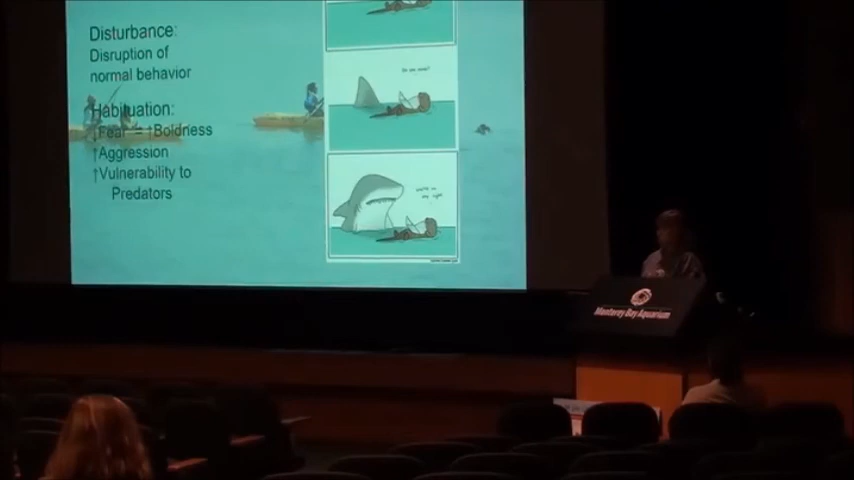 Disturbance:
Disruption of
normal behavior
Habituation:
↑Fear = ↑Boldness
↑Aggression
↑Vulnerability to
Predators
Monterey Bay Aquarium